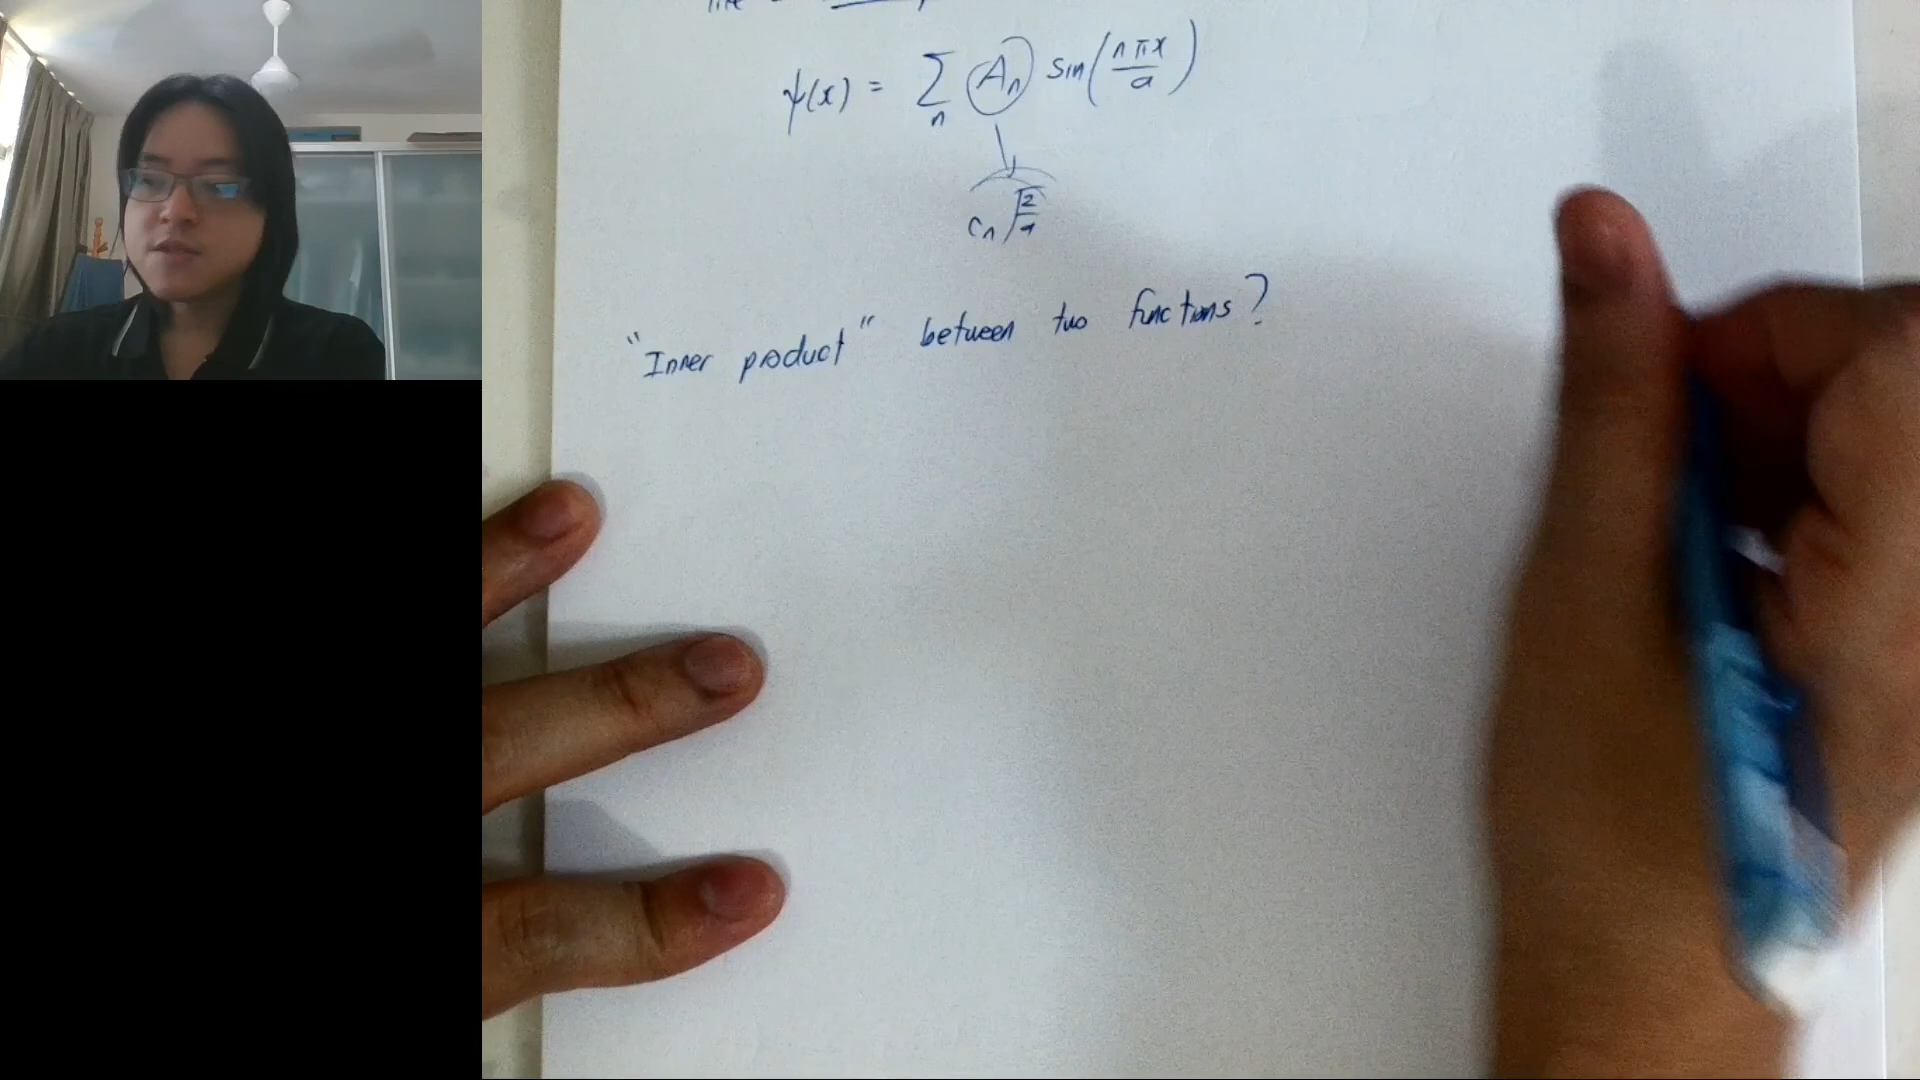 ψ(x) = Σ_n A_n sin(nπx/a)
c_n √(2/a)
"Inner product" between two functions?